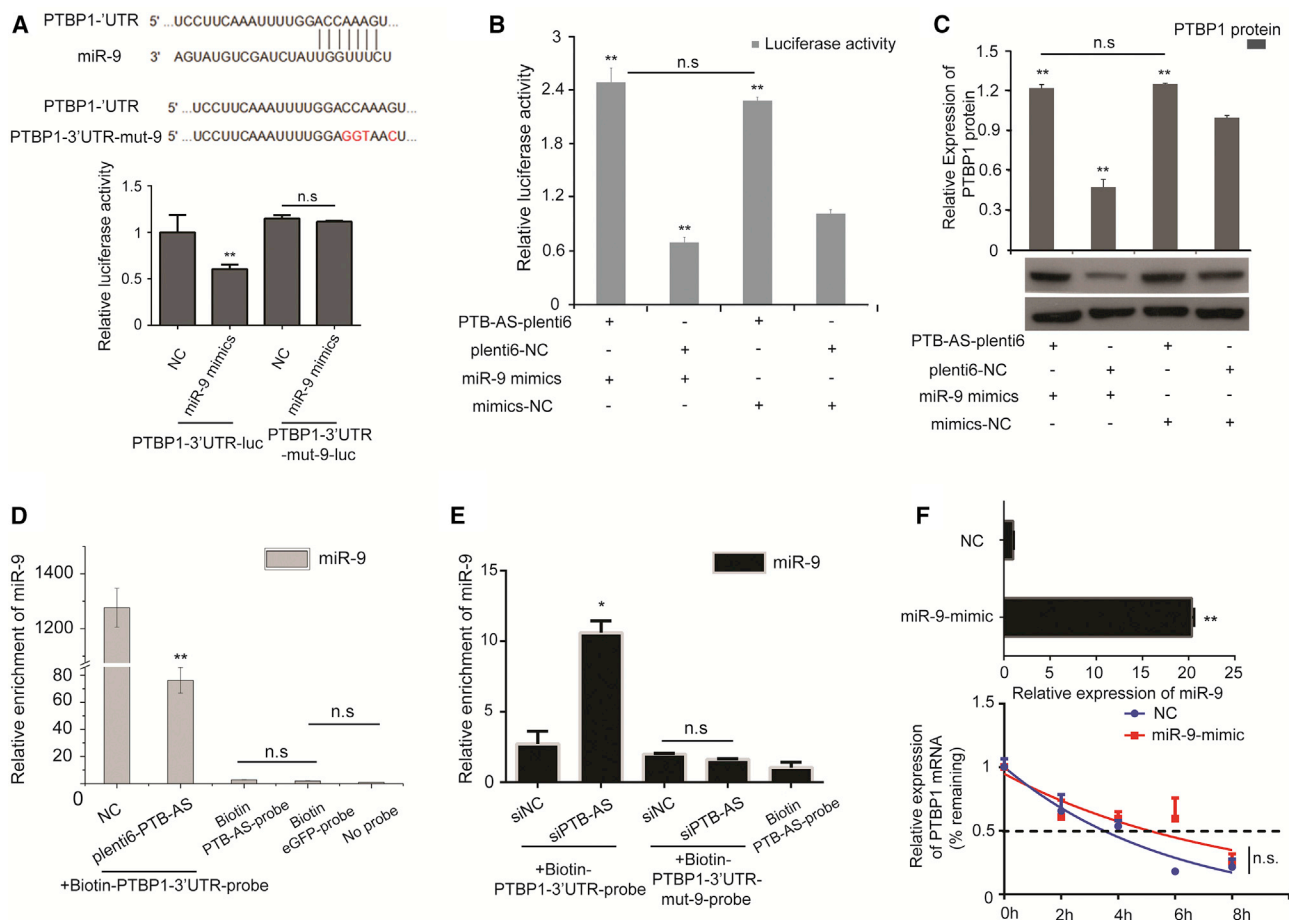 A
PTBP1-'UTR 5' ...UCCUUCAAAUUUUGGACCAAAGU...
miR-9 3' AGUAUGUCGAUCUAUUGGUUUCU
PTBP1-'UTR 5' ...UCCUUCAAAUUUUGGACCAAAGU...
PTBP1-3'UTR-mut-9 5' ...UCCUUCAAAUUUUGGAGGTAACU...
Relative luciferase activity
1.5
1
0.5
0
**
n.s
NC
miR-9 mimics
NC
miR-9 mimics
PTBP1-3'UTR-luc
PTBP1-3'UTR
-mut-9-luc
B
Luciferase activity
Relative luciferase activity
3
2.4
1.8
1.2
0.6
0
**
**
n.s
**
PTB-AS-plenti6 + - + -
plenti6-NC - + - +
miR-9 mimics + + - -
mimics-NC - - + +
C
PTBP1 protein
Relative Expression of
PTBP1 protein
1.5
1.2
1.2
0.3
0
n.s
**
**
**
PTB-AS-plenti6 + - + -
plenti6-NC - + - +
miR-9 mimics + + - -
mimics-NC - - + +
D
miR-9
Relative enrichment of miR-9
1400
1300
1200
80
60
40
20
0
**
n.s
n.s
NC
plenti6-PTB-AS
Biotin
PTB-AS-probe
Biotin
eGFP-probe
No probe
+Biotin-PTBP1-3'UTR-probe
E
miR-9
Relative enrichment of miR-9
15
10
5
0
*
n.s
siNC
siPTB-AS
siNC
siPTB-AS
Biotin
PTB-AS-probe
+Biotin-
PTBP1-3'UTR-probe
+Biotin-
PTBP1-3'UTR-
mut-9-probe
F
NC
miR-9-mimic
**
0 5 10 15 20 25
Relative expression of miR-9
NC
miR-9-mimic
Relative expression
of PTBP1 mRNA
(% remaining)
1.5
1
0.5
0
n.s.
0h 2h 4h 6h 8h